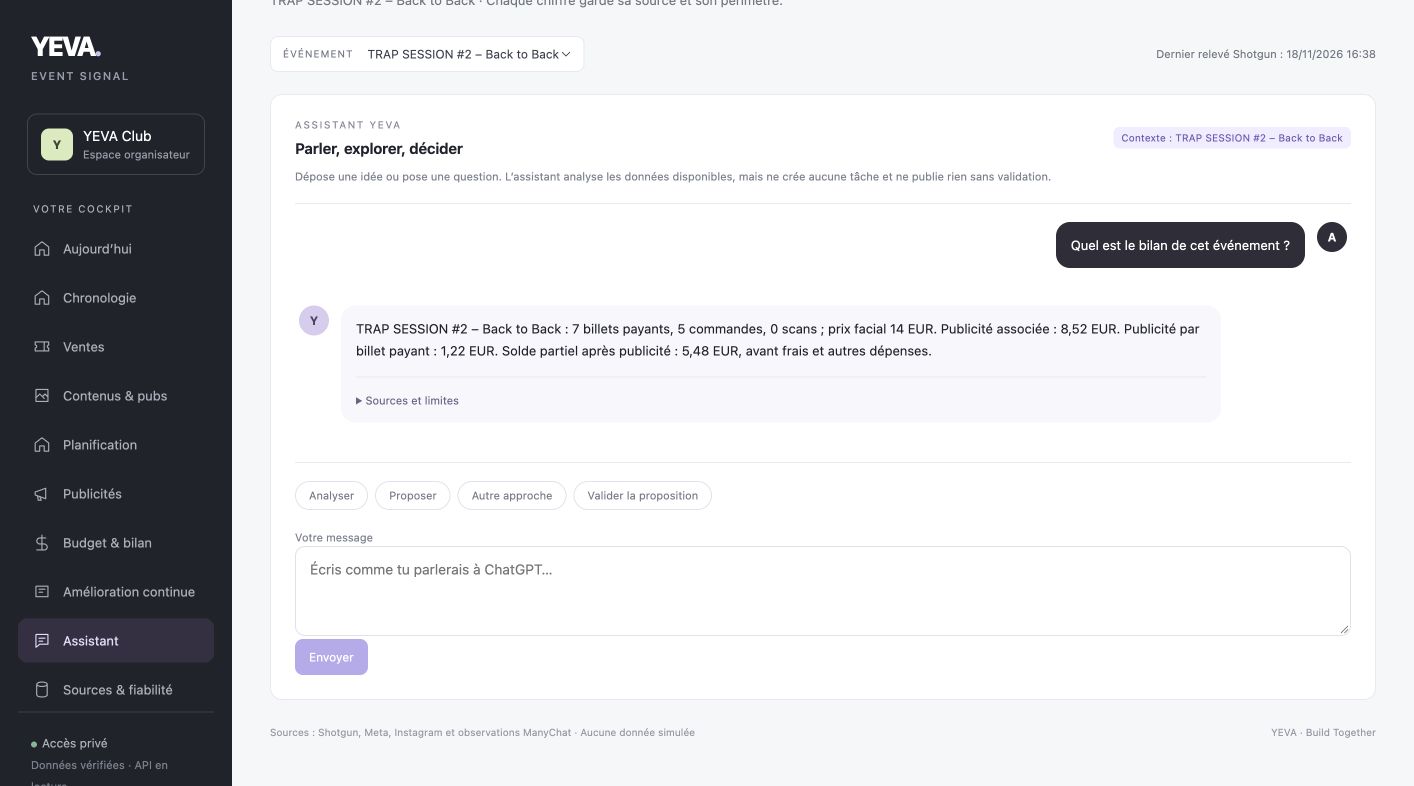 TRAP SESSION #2 – Back to Back · Chaque chiffre garde sa source et son périmètre.
YEVA.
EVENT SIGNAL
Y
YEVA Club
Espace organisateur
VOTRE COCKPIT
Aujourd’hui
Chronologie
Ventes
Contenus & pubs
Planification
Publicités
Budget & bilan
Amélioration continue
Assistant
Sources & fiabilité
Accès privé
Données vérifiées · API en
lecture
ÉVÉNEMENT TRAP SESSION #2 – Back to Back
Dernier relevé Shotgun : 18/11/2026 16:38
ASSISTANT YEVA
Parler, explorer, décider
Contexte : TRAP SESSION #2 – Back to Back
Dépose une idée ou pose une question. L’assistant analyse les données disponibles, mais ne crée aucune tâche et ne publie rien sans validation.
Quel est le bilan de cet événement ?
A
Y
TRAP SESSION #2 – Back to Back : 7 billets payants, 5 commandes, 0 scans ; prix facial 14 EUR. Publicité associée : 8,52 EUR. Publicité par
billet payant : 1,22 EUR. Solde partiel après publicité : 5,48 EUR, avant frais et autres dépenses.
Sources et limites
Analyser
Proposer
Autre approche
Valider la proposition
Votre message
Écris comme tu parlerais à ChatGPT...
Envoyer
Sources : Shotgun, Meta, Instagram et observations ManyChat · Aucune donnée simulée
YEVA · Build Together